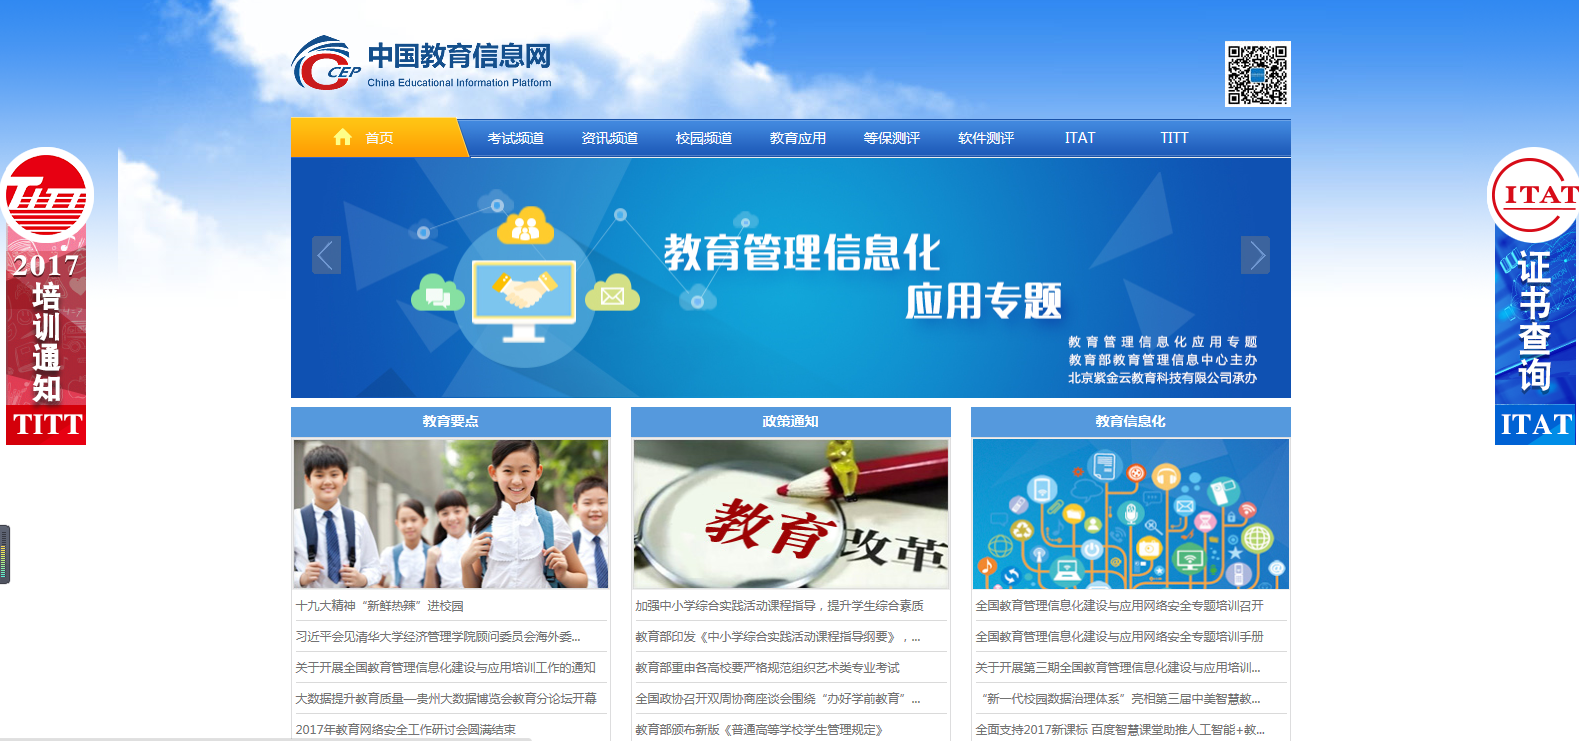 CEP
中国教育信息网
China Educational Information Platform
首页
考试频道
资讯频道
校园频道
教育应用
等保测评
软件测评
ITAT
TITT
TITT
2017
培训通知
TITT
ITAT
证书查询
ITAT
教育管理信息化
应用专题
教育管理信息化应用专题
教育部教育管理信息中心主办
北京紫金云教育科技有限公司承办
教育要点
政策通知
教育信息化
教育改革
十九大精神“新鲜热辣”进校园
习近平会见清华大学经济管理学院顾问委员会海外委...
关于开展全国教育管理信息化建设与应用培训工作的通知
大数据提升教育质量—贵州大数据博览会教育分论坛开幕
2017年教育网络安全工作研讨会圆满结束
加强中小学综合实践活动课程指导，提升学生综合素质
教育部印发《中小学综合实践活动课程指导纲要》，...
教育部重申各高校要严格规范组织艺术类专业考试
全国政协召开双周协商座谈会围绕“办好学前教育”...
教育部颁布新版《普通高等学校学生管理规定》
全国教育管理信息化建设与应用网络安全专题培训召开
全国教育管理信息化建设与应用网络安全专题培训手册
关于开展第三期全国教育管理信息化建设与应用培训...
“新一代校园数据治理体系”亮相第三届中美智慧教...
全面支持2017新课标 百度智慧课堂助推人工智能+教...